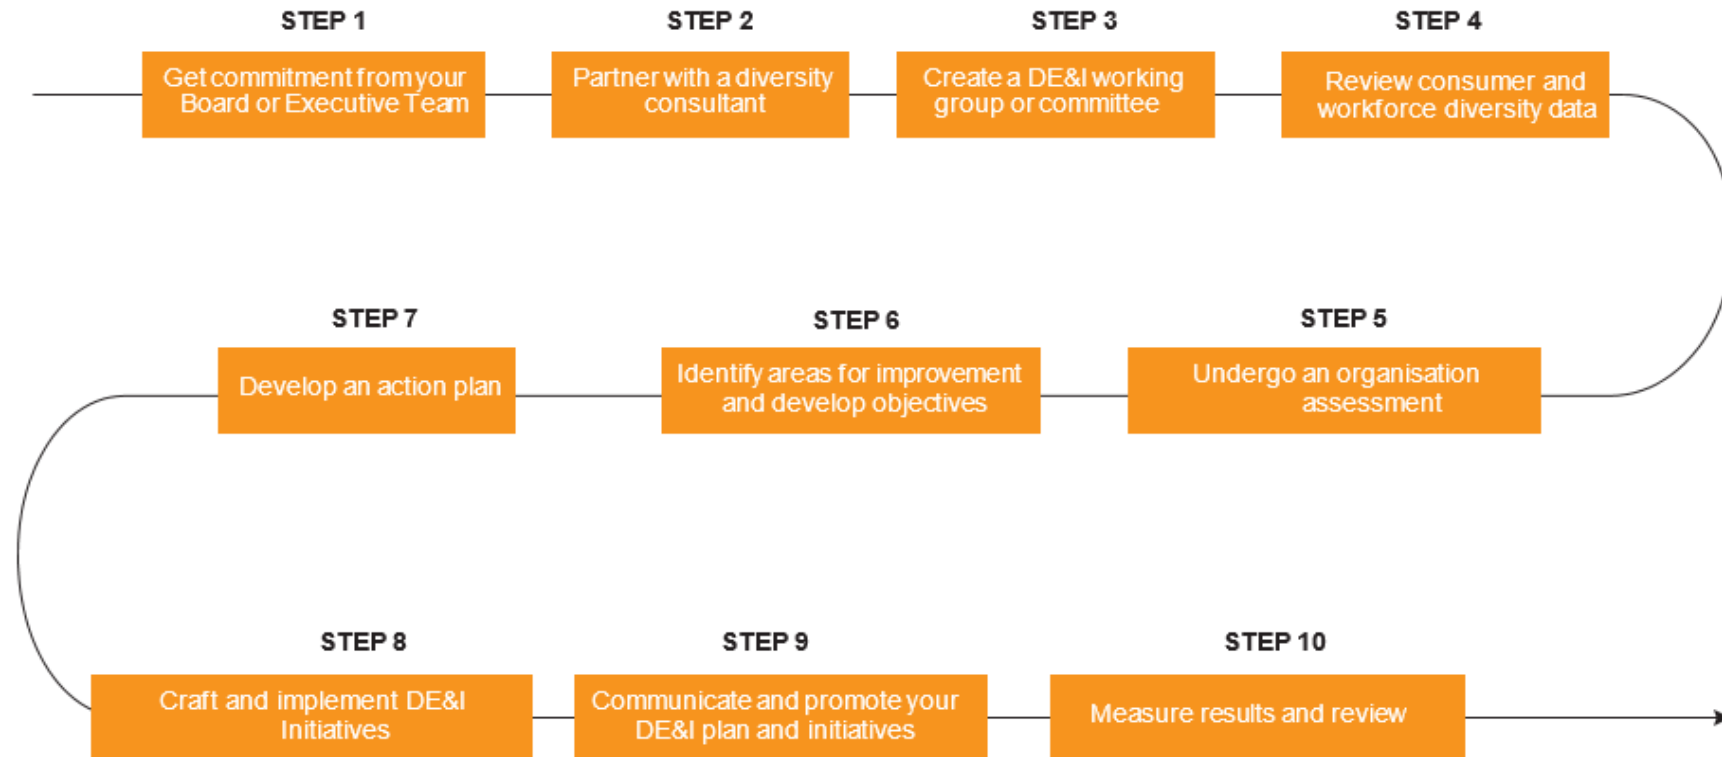 STEP 1
Get commitment from your
Board or Executive Team
STEP 2
Partner with a diversity
consultant
STEP 3
Create a DE&I working
group or committee
STEP 4
Review consumer and
workforce diversity data
STEP 5
Undergo an organisation
assessment
STEP 6
Identify areas for improvement
and develop objectives
STEP 7
Develop an action plan
STEP 8
Craft and implement DE&I
Initiatives
STEP 9
Communicate and promote your
DE&I plan and initiatives
STEP 10
Measure results and review